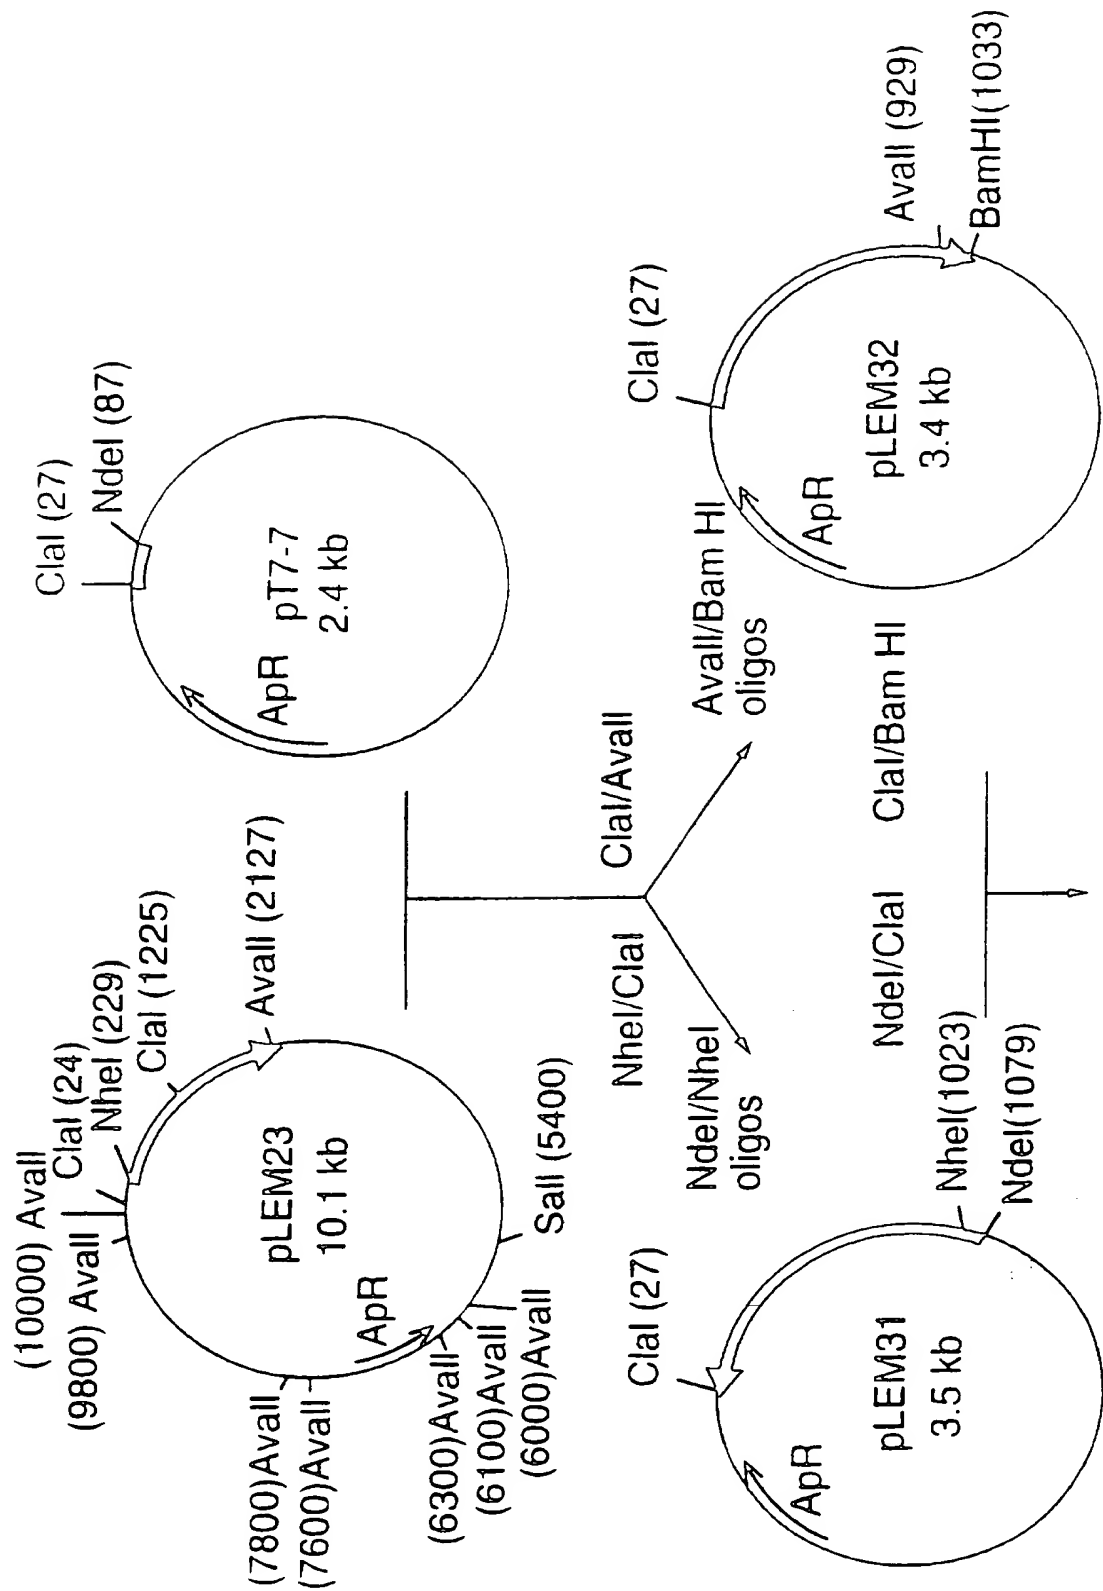 (10000) AvaII
(9800) AvaII
ClaI (24)
NheI (229)
ClaI (1225)
AvaII (2127)
pLEM23
10.1 kb
ApR
(7800)AvaII
(7600)AvaII
(6300)AvaII
(6100)AvaII
(6000)AvaII
SalI (5400)
ClaI (27)
NdeI (87)
pT7-7
2.4 kb
ApR
NheI/ClaI
ClaI/AvaII
NdeI/NheI
oligos
AvaII/Bam HI
oligos
ClaI (27)
pLEM31
3.5 kb
ApR
NheI(1023)
NdeI(1079)
NdeI/ClaI
ClaI/Bam HI
ClaI (27)
pLEM32
3.4 kb
ApR
AvaII (929)
BamHI(1033)